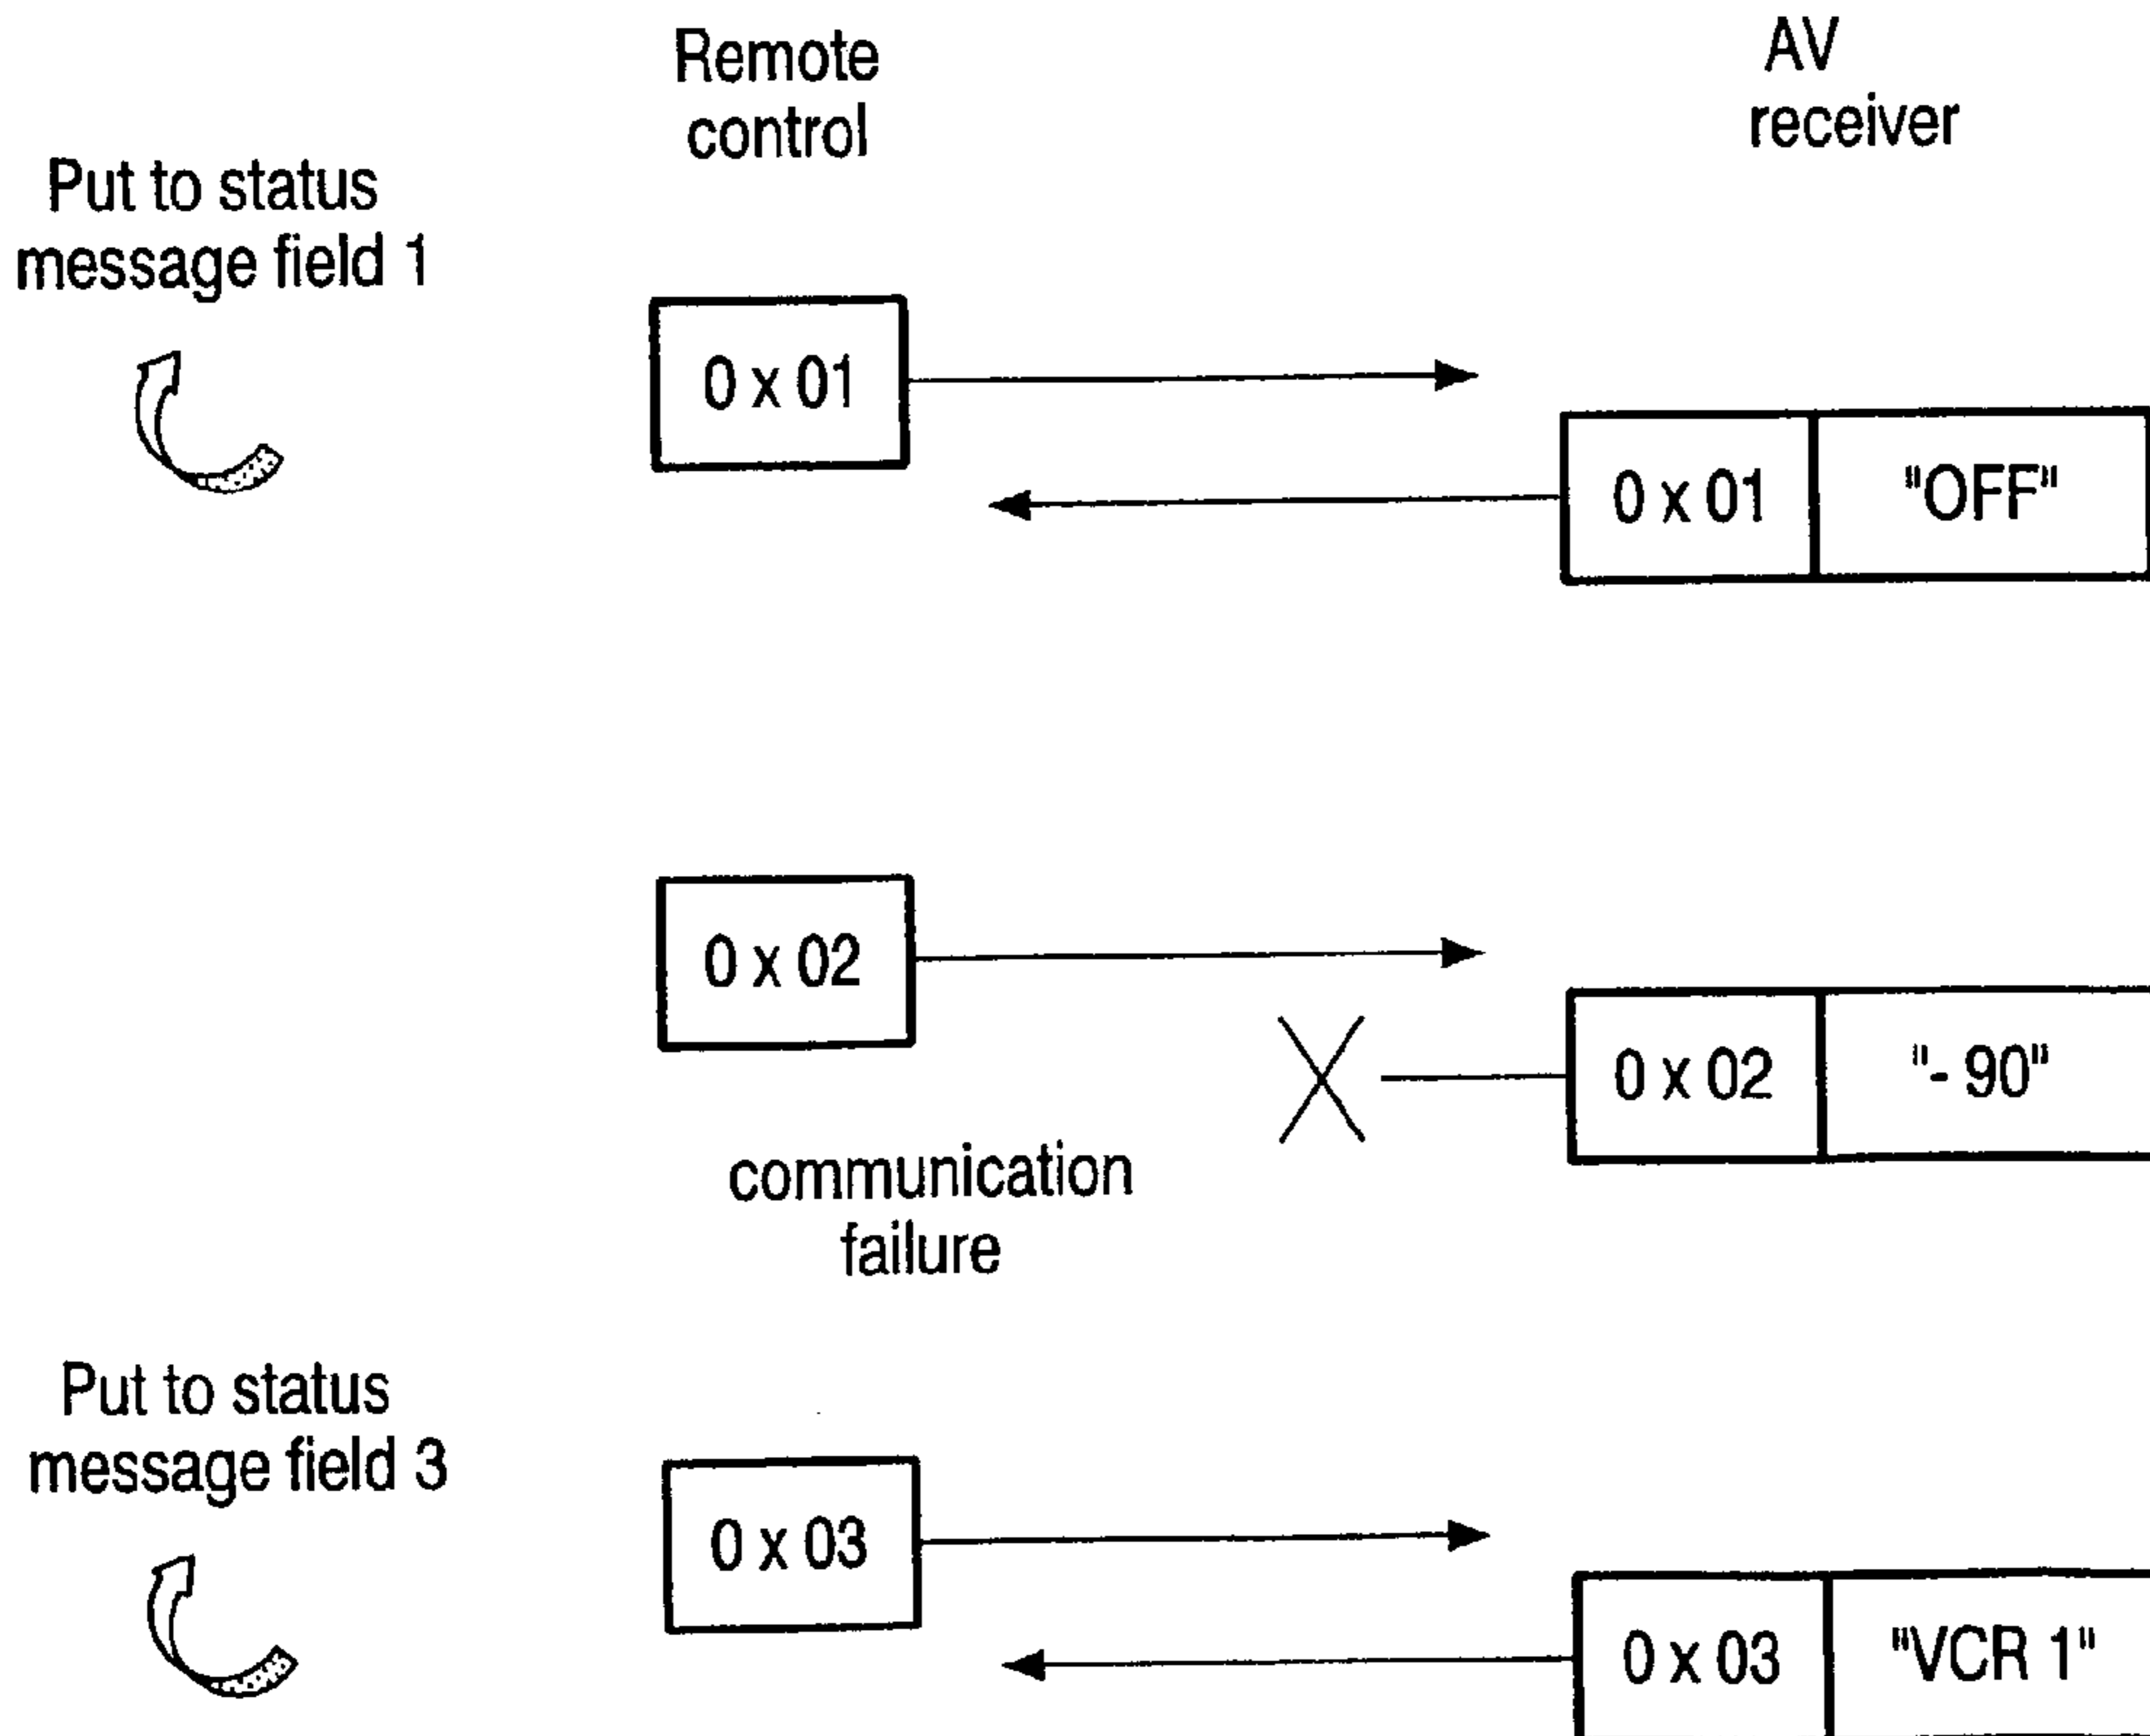 Remote
control
AV
receiver
Put to status
message field 1
0 x 01
0 x 01
"OFF"
0 x 02
0 x 02
"- 90"
communication
failure
Put to status
message field 3
0 x 03
0 x 03
"VCR 1"